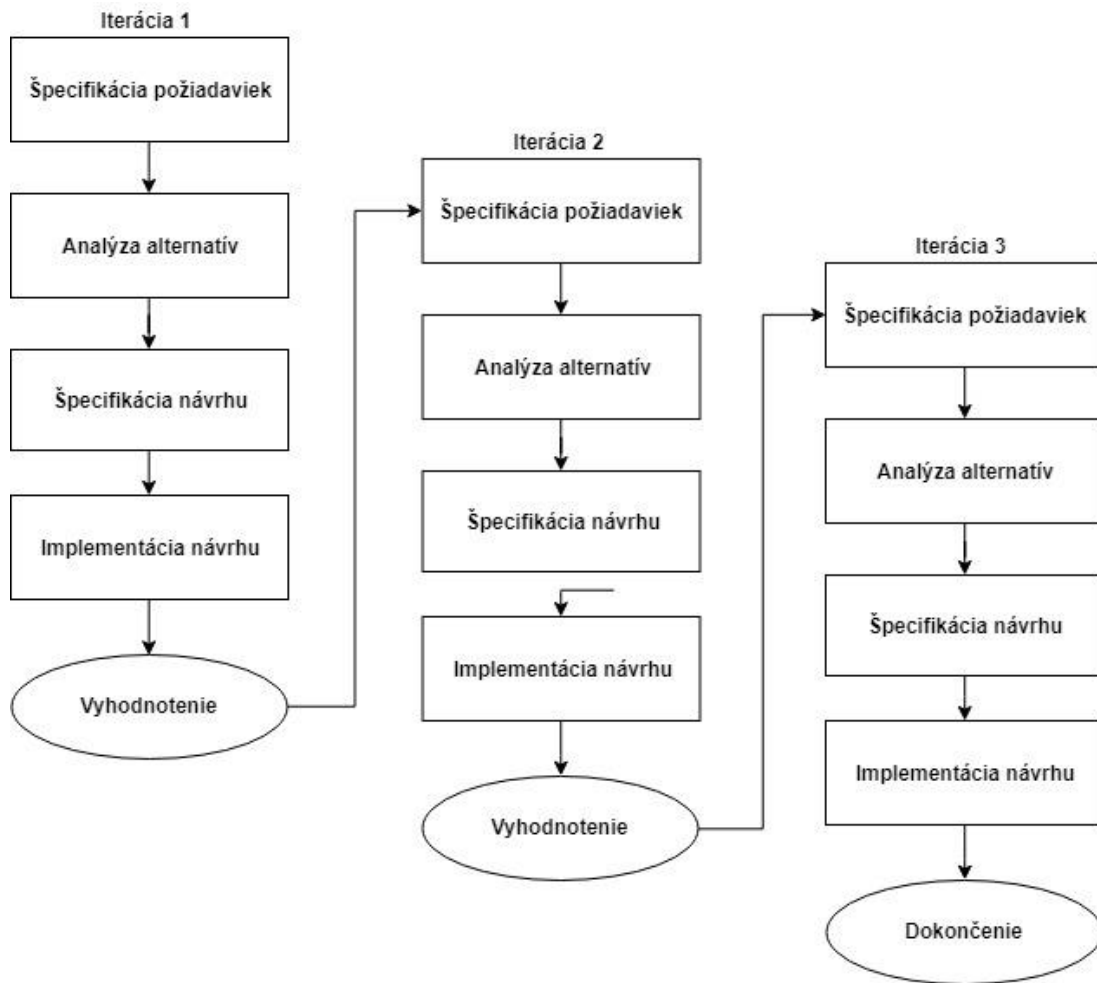 Iterácia 1
Špecifikácia požiadaviek
Analýza alternatív
Špecifikácia návrhu
Implementácia návrhu
Vyhodnotenie
Iterácia 2
Špecifikácia požiadaviek
Analýza alternatív
Špecifikácia návrhu
Implementácia návrhu
Vyhodnotenie
Iterácia 3
Špecifikácia požiadaviek
Analýza alternatív
Špecifikácia návrhu
Implementácia návrhu
Dokončenie